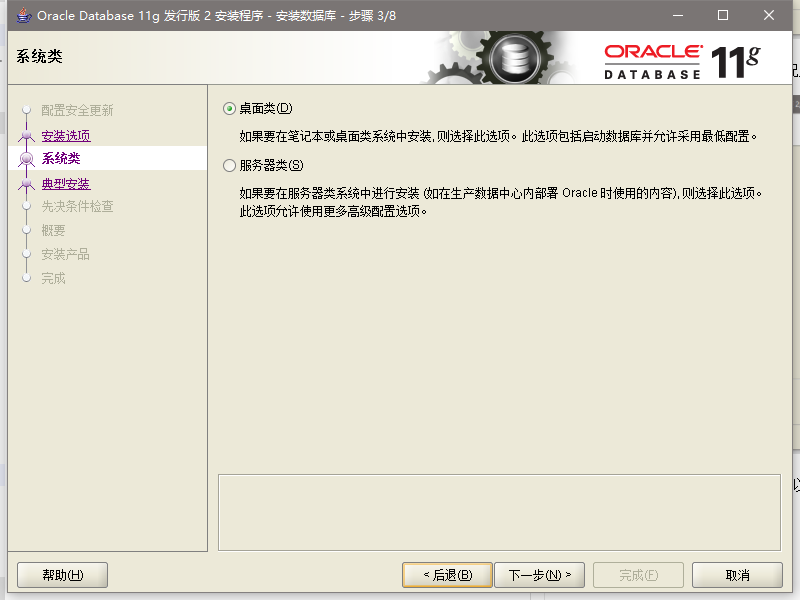 Oracle Database 11g 发行版 2 安装程序 - 安装数据库 - 步骤 3/8
系统类
ORACLE
DATABASE
11g
配置安全更新
安装选项
系统类
典型安装
先决条件检查
概要
安装产品
完成
桌面类(D)
如果要在笔记本或桌面类系统中安装,则选择此选项。此选项包括启动数据库并允许采用最低配置。
服务器类(S)
如果要在服务器类系统中进行安装 (如在生产数据中心内部署 Oracle 时使用的内容),则选择此选项。
此选项允许使用更多高级配置选项。
帮助(H)
< 后退(B)
下一步(N) >
完成(F)
取消